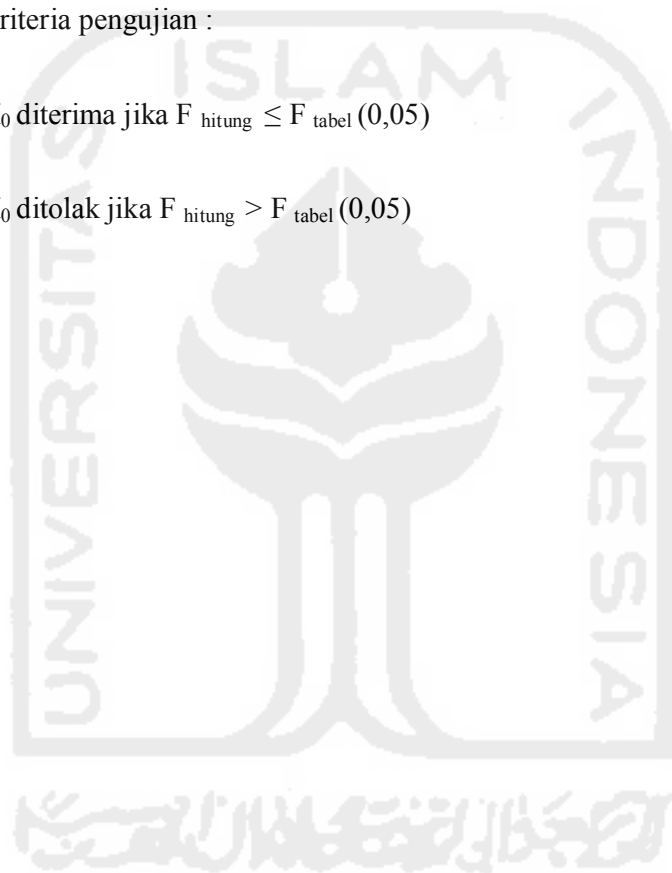 riteria pengujian :
0 diterima jika F hitung ≤ F tabel (0,05)
0 ditolak jika F hitung > F tabel (0,05)
ISLAM
UNIVERSITAS
INDONESIA